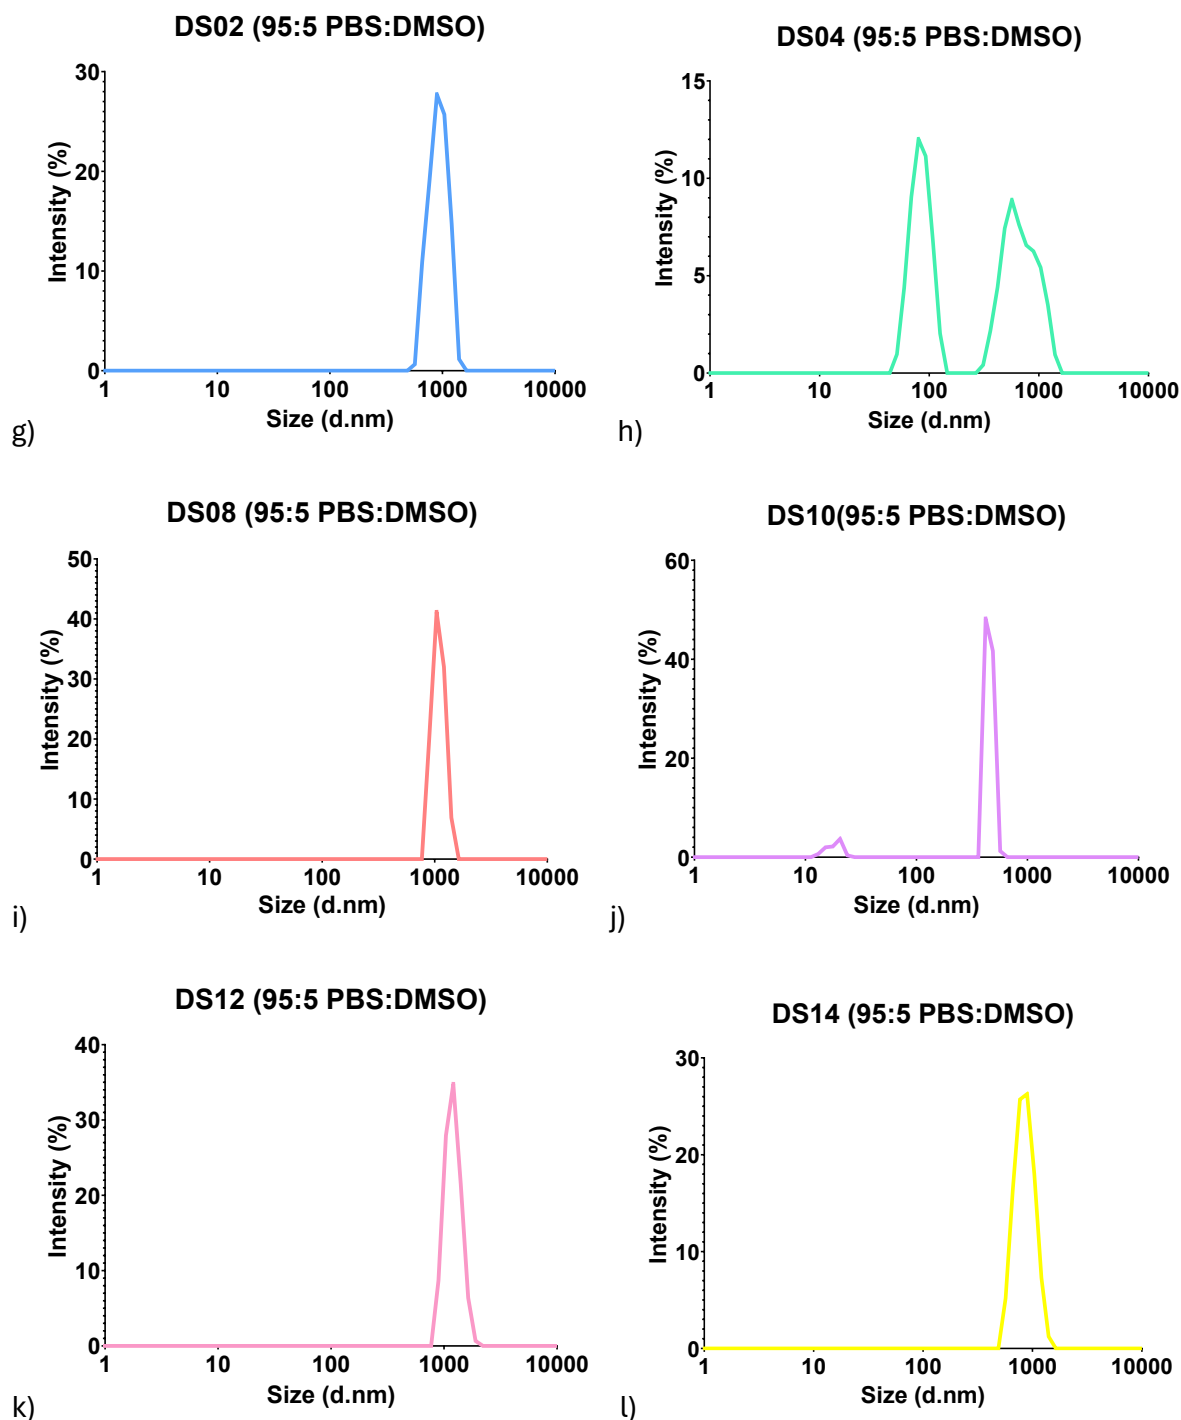 DS02 (95:5 PBS:DMSO)
30
20
10
0
Intensity (%)
1 10 100 1000 10000
Size (d.nm)
g)
DS04 (95:5 PBS:DMSO)
15
10
5
0
Intensity (%)
1 10 100 1000 10000
Size (d.nm)
h)
DS08 (95:5 PBS:DMSO)
50
40
30
20
10
0
Intensity (%)
1 10 100 1000 10000
Size (d.nm)
i)
DS10(95:5 PBS:DMSO)
60
40
20
0
Intensity (%)
1 10 100 1000 10000
Size (d.nm)
j)
DS12 (95:5 PBS:DMSO)
40
30
20
10
0
Intensity (%)
1 10 100 1000 10000
Size (d.nm)
k)
DS14 (95:5 PBS:DMSO)
30
20
10
0
Intensity (%)
1 10 100 1000 10000
Size (d.nm)
l)